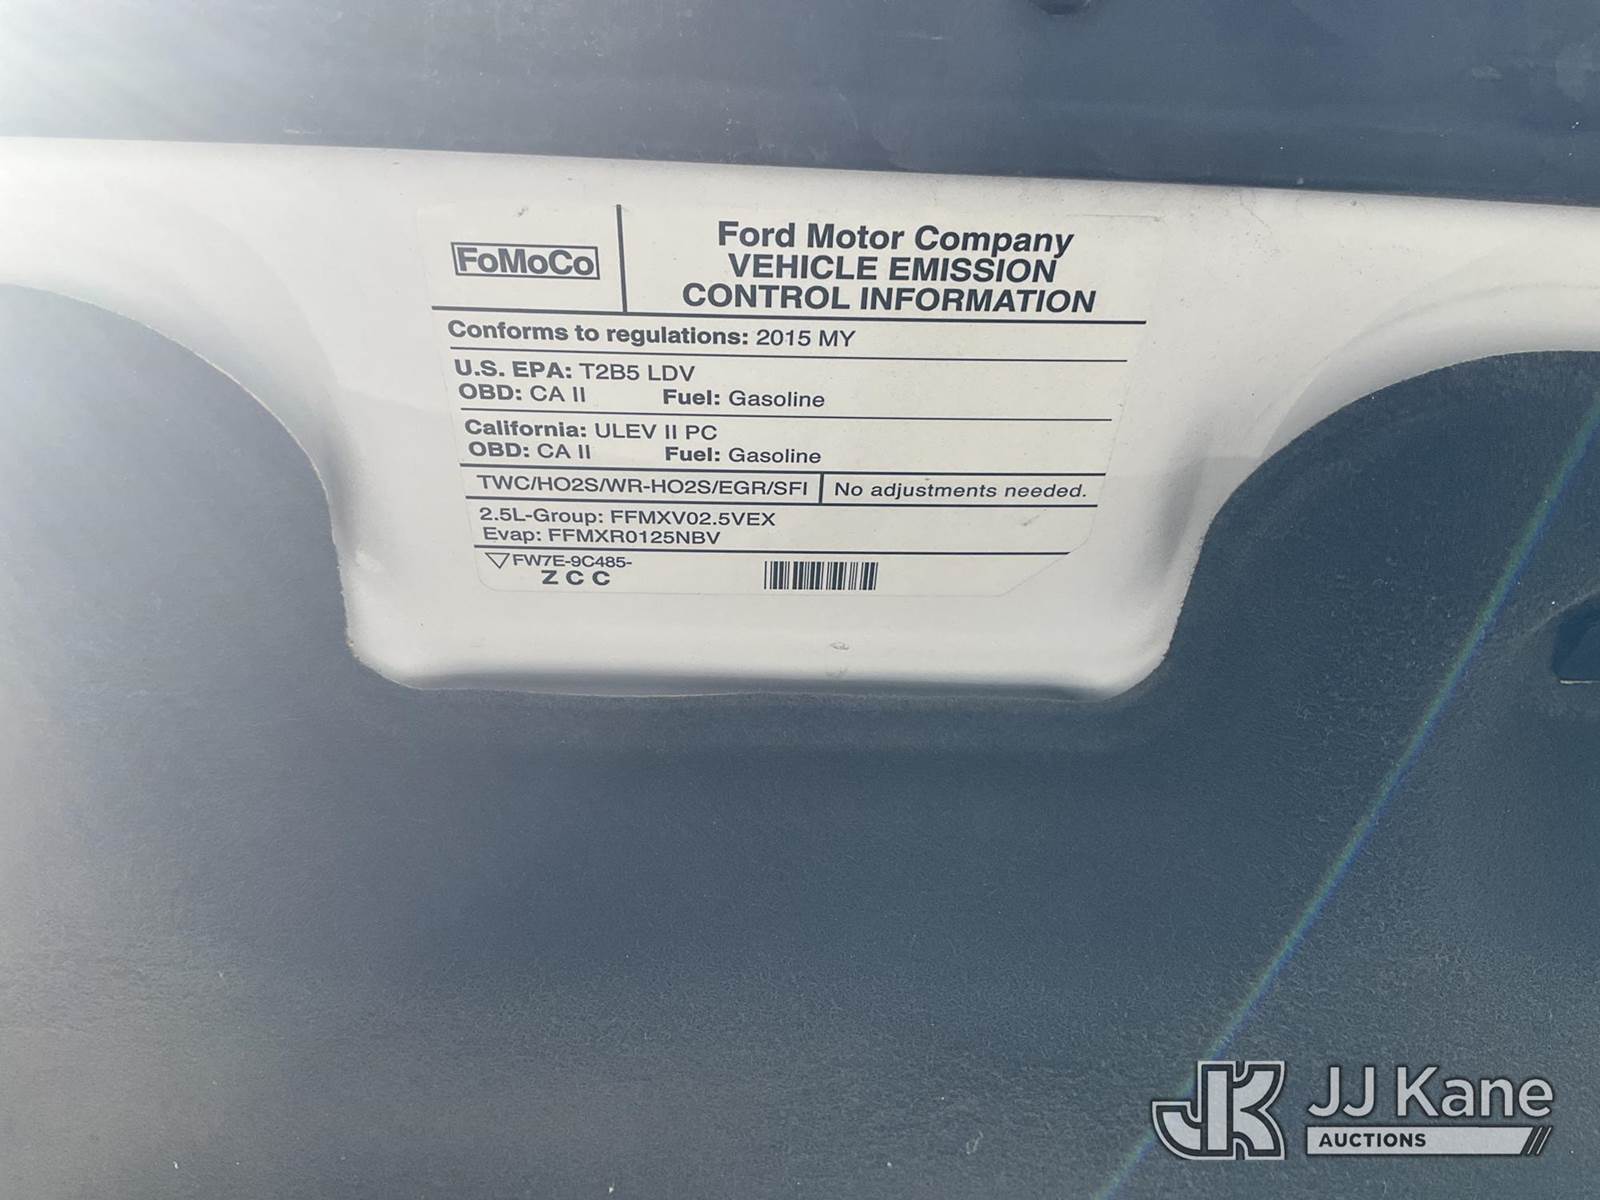 FoMoCo
Ford Motor Company
VEHICLE EMISSION
CONTROL INFORMATION
Conforms to regulations: 2015 MY
U.S. EPA: T2B5 LDV
OBD: CA II Fuel: Gasoline
California: ULEV II PC
OBD: CA II Fuel: Gasoline
TWC/HO2S/WR-HO2S/EGR/SFI No adjustments needed.
2.5L-Group: FFMXV02.5VEX
Evap: FFMXR0125NBV
FW7E-9C485-
Z C C
JK JJ Kane
AUCTIONS